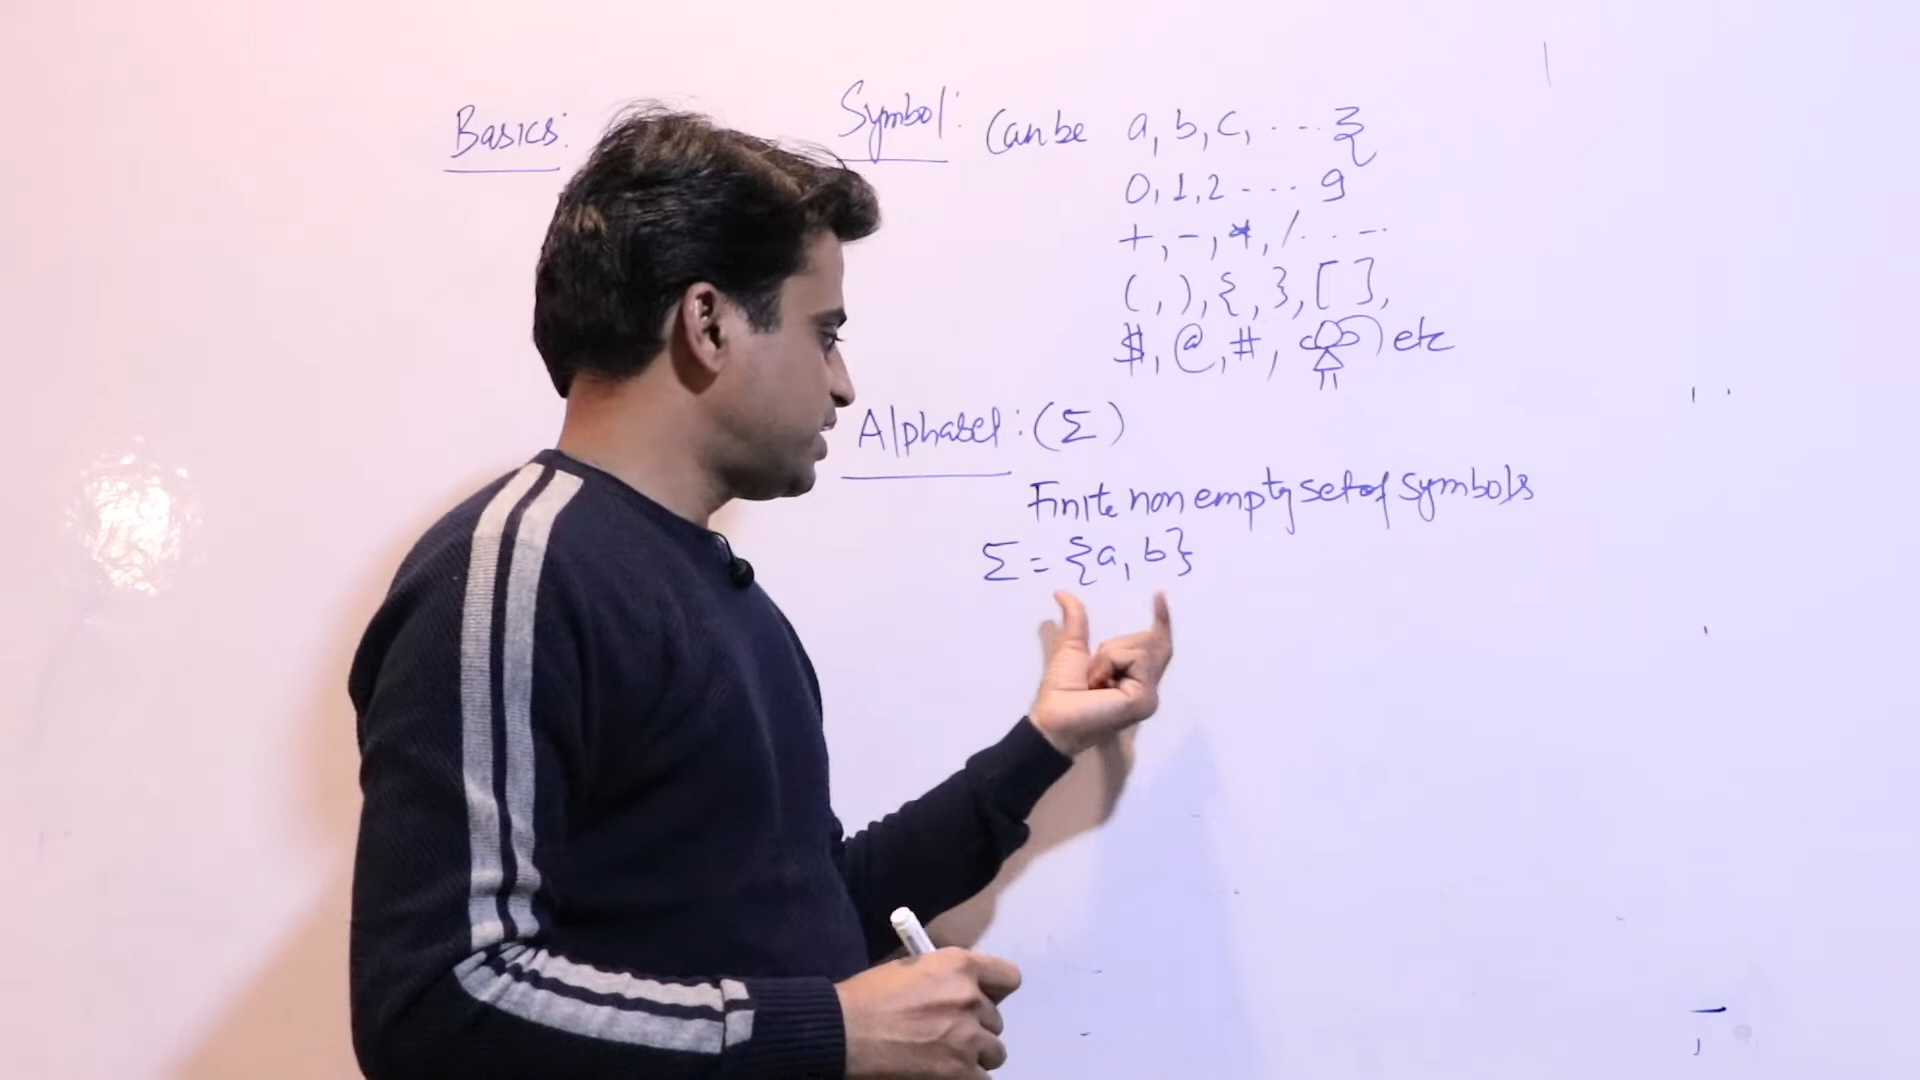 Basics:
Symbol: Can be a, b, c, ... z
0, 1, 2 - ... 9
+, -, *, / . . - .
(, ), {, }, [ ],
$, @, #, etc
Alphabet: (Σ)
Finite non empty set of symbols
Σ = {a, b}